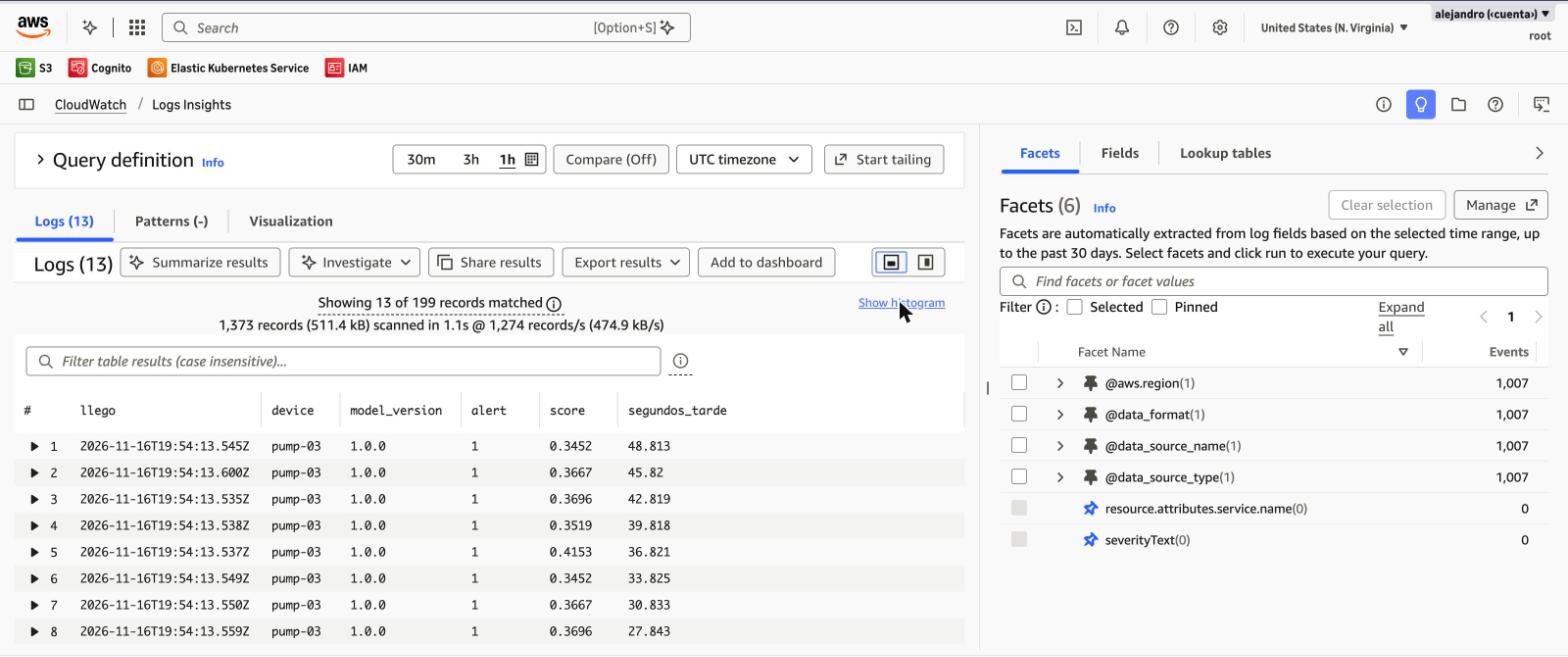 aws Search [Option+S] United States (N. Virginia) ▼ alejandro (‹cuenta›) ▼
root
S3 Cognito Elastic Kubernetes Service IAM
CloudWatch / Logs Insights
Query definition Info 30m 3h 1h Compare (Off) UTC timezone Start tailing
Logs (13) Patterns (-) Visualization
Logs (13) Summarize results Investigate Share results Export results Add to dashboard
Showing 13 of 199 records matched Show histogram
1,373 records (511.4 kB) scanned in 1.1s @ 1,274 records/s (474.9 kB/s)
Filter table results (case insensitive)...
# llego device model_version alert score segundos_tarde
1 2026-11-16T19:54:13.545Z pump-03 1.0.0 1 0.3452 48.813
2 2026-11-16T19:54:13.600Z pump-03 1.0.0 1 0.3667 45.82
3 2026-11-16T19:54:13.535Z pump-03 1.0.0 1 0.3696 42.819
4 2026-11-16T19:54:13.538Z pump-03 1.0.0 1 0.3519 39.818
5 2026-11-16T19:54:13.537Z pump-03 1.0.0 1 0.4153 36.821
6 2026-11-16T19:54:13.549Z pump-03 1.0.0 1 0.3452 33.825
7 2026-11-16T19:54:13.550Z pump-03 1.0.0 1 0.3667 30.833
8 2026-11-16T19:54:13.559Z pump-03 1.0.0 1 0.3696 27.843
Facets Fields Lookup tables
Facets (6) Info Clear selection Manage
Facets are automatically extracted from log fields based on the selected time range, up
to the past 30 days. Select facets and click run to execute your query.
Find facets or facet values
Filter : Selected Pinned Expand
all 1
Facet Name Events
@aws.region(1) 1,007
@data_format(1) 1,007
@data_source_name(1) 1,007
@data_source_type(1) 1,007
resource.attributes.service.name(0) 0
severityText(0) 0